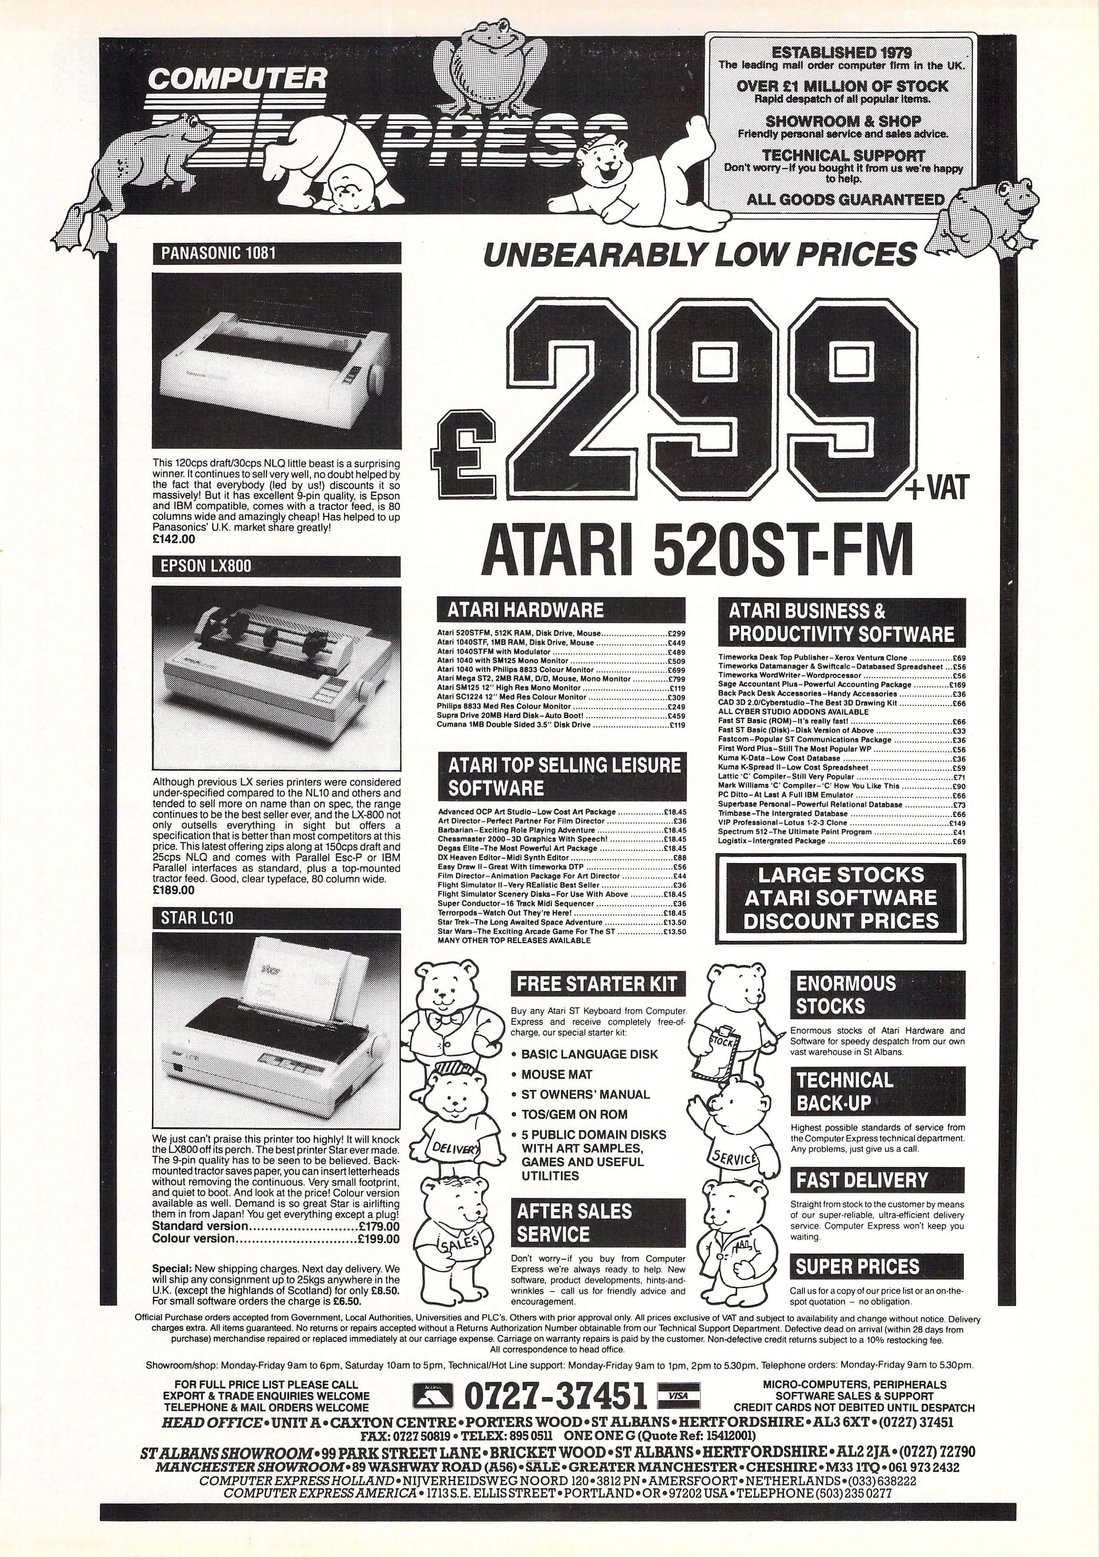 COMPUTER
EXPRESS
ESTABLISHED 1979
The leading mail order computer firm in the UK.
OVER £1 MILLION OF STOCK
Rapid despatch of all popular items.
SHOWROOM & SHOP
Friendly personal service and sales advice.
TECHNICAL SUPPORT
Don't worry–if you bought it from us we're happy
to help.
ALL GOODS GUARANTEED
PANASONIC 1081
This 120cps draft/30cps NLQ little beast is a surprising
winner. It continues to sell very well, no doubt helped by
the fact that everybody (led by us!) discounts it so
massively! But it has excellent 9-pin quality, is Epson
and IBM compatible, comes with a tractor feed, is 80
columns wide and amazingly cheap! Has helped to up
Panasonics' U.K. market share greatly!
£142.00
EPSON LX800
Although previous LX series printers were considered
under-specified compared to the NL10 and others and
tended to sell more on name than on spec, the range
continues to be the best seller ever, and the LX-800 not
only outsells everything in sight but offers a
specification that is better than most competitors at this
price. This latest offering zips along at 150cps draft and
25cps NLQ and comes with Parallel Esc-P or IBM
Parallel interfaces as standard, plus a top-mounted
tractor feed. Good, clear typeface, 80 column wide.
£189.00
STAR LC10
We just can't praise this printer too highly! It will knock
the LX800 off its perch. The best printer Star ever made.
The 9-pin quality has to be seen to be believed. Back-
mounted tractor saves paper, you can insert letterheads
without removing the continuous. Very small footprint,
and quiet to boot. And look at the price! Colour version
available as well. Demand is so great Star is airlifting
them in from Japan! You get everything except a plug!
Standard version..........................£179.00
Colour version.............................£199.00
Special: New shipping charges. Next day delivery. We
will ship any consignment up to 25kgs anywhere in the
U.K. (except the highlands of Scotland) for only £8.50.
For small software orders the charge is £6.50.
UNBEARABLY LOW PRICES
£299
+VAT
ATARI 520ST-FM
ATARI HARDWARE
Atari 520STFM, 512K RAM, Disk Drive, Mouse........£299
Atari 1040STF, 1MB RAM, Disk Drive, Mouse ........£449
Atari 1040STFM with Modulator ........£489
Atari 1040 with SM125 Mono Monitor ........£509
Atari 1040 with Philips 8833 Colour Monitor ........£699
Atari Mega ST2, 2MB RAM, D/D, Mouse, Mono Monitor ........£799
Atari SM125 12" High Res Mono Monitor ........£119
Atari SC1224 12" Med Res Colour Monitor ........£309
Philips 8833 Med Res Colour Monitor ........£249
Supra Drive 20MB Hard Disk–Auto Boot! ........£459
Cumana 1MB Double Sided 3.5" Disk Drive ........£119
ATARI TOP SELLING LEISURE
SOFTWARE
Advanced OCP Art Studio–Low Cost Art Package ........£18.45
Art Director–Perfect Partner For Film Director ........£36
Barbarian–Exciting Role Playing Adventure ........£18.45
Chessmaster 2000–3D Graphics With Speech! ........£18.45
Degas Elite–The Most Powerful Art Package ........£18.45
DX Heaven Editor–Midi Synth Editor ........£88
Easy Draw II–Great With timeworks DTP ........£56
Film Director–Animation Package For Art Director ........£44
Flight Simulator II–Very REalistic Best Seller ........£36
Flight Simulator Scenery Disks–For Use With Above ........£18.45
Super Conductor–16 Track Midi Sequencer ........£36
Terrorpods–Watch Out They're Here! ........£18.45
Star Trek–The Long Awaited Space Adventure ........£13.50
Star Wars–The Exciting Arcade Game For The ST ........£13.50
MANY OTHER TOP RELEASES AVAILABLE
ATARI BUSINESS &
PRODUCTIVITY SOFTWARE
Timeworks Desk Top Publisher–Xerox Ventura Clone ........£69
Timeworks Datamanager & Swiftcalc–Databased Spreadsheet ...£56
Timeworks WordWriter–Wordprocessor ........£56
Sage Accountant Plus–Powerful Accounting Package ........£169
Back Pack Desk Accessories–Handy Accessories ........£36
CAD 3D 2.0/Cyberstudio–The Best 3D Drawing Kit ........£66
ALL CYBER STUDIO ADDONS AVAILABLE
Fast ST Basic (ROM)–It's really fast! ........£66
Fast ST Basic (Disk)–Disk Version of Above ........£33
Fastcom–Popular ST Communications Package ........£36
First Word Plus–Still The Most Popular WP ........£56
Kuma K-Data–Low Cost Database ........£36
Kuma K-Spread II–Low Cost Spreadsheet ........£59
Lattic 'C' Compiler–Still Very Popular ........£71
Mark Williams 'C' Compiler–'C' How You Like This ........£90
PC Ditto–At Last A Full IBM Emulator ........£66
Superbase Personal–Powerful Relational Database ........£73
Trimbase–The Intergrated Database ........£66
VIP Professional–Lotus 1-2-3 Clone ........£149
Spectrum 512–The Ultimate Paint Program ........£41
Logistix–Intergrated Package ........£69
LARGE STOCKS
ATARI SOFTWARE
DISCOUNT PRICES
FREE STARTER KIT
Buy any Atari ST Keyboard from Computer
Express and receive completely free-of-
charge, our special starter kit:
• BASIC LANGUAGE DISK
• MOUSE MAT
• ST OWNERS' MANUAL
• TOS/GEM ON ROM
• 5 PUBLIC DOMAIN DISKS
WITH ART SAMPLES,
GAMES AND USEFUL
UTILITIES
DELIVERY
SALES
AFTER SALES
SERVICE
Don't worry–if you buy from Computer
Express we're always ready to help. New
software, product developments, hints-and-
wrinkles – call us for friendly advice and
encouragement.
STOCK
SERVICE
ENORMOUS
STOCKS
Enormous stocks of Atari Hardware and
Software for speedy despatch from our own
vast warehouse in St Albans.
TECHNICAL
BACK-UP
Highest possible standards of service from
the Computer Express technical department.
Any problems, just give us a call.
FAST DELIVERY
Straight from stock to the customer by means
of our super-reliable, ultra-efficient delivery
service. Computer Express won't keep you
waiting.
SUPER PRICES
Call us for a copy of our price list or an on-the-
spot quotation – no obligation.
Official Purchase orders accepted from Government, Local Authorities, Universities and PLC's. Others with prior approval only. All prices exclusive of VAT and subject to availability and change without notice. Delivery
charges extra. All items guaranteed. No returns or repairs accepted without a Returns Authorization Number obtainable from our Technical Support Department. Defective dead on arrival (within 28 days from
purchase) merchandise repaired or replaced immediately at our carriage expense. Carriage on warranty repairs is paid by the customer. Non-defective credit returns subject to a 10% restocking fee.
All correspondence to head office.
Showroom/shop: Monday-Friday 9am to 6pm, Saturday 10am to 5pm, Technical/Hot Line support: Monday-Friday 9am to 1pm, 2pm to 5.30pm, Telephone orders: Monday-Friday 9am to 5.30pm.
FOR FULL PRICE LIST PLEASE CALL
EXPORT & TRADE ENQUIRIES WELCOME
TELEPHONE & MAIL ORDERS WELCOME
Access
0727-37451
VISA
MICRO-COMPUTERS, PERIPHERALS
SOFTWARE SALES & SUPPORT
CREDIT CARDS NOT DEBITED UNTIL DESPATCH
HEAD OFFICE • UNIT A • CAXTON CENTRE • PORTERS WOOD • ST ALBANS • HERTFORDSHIRE • AL3 6XT • (0727) 37451
FAX: 0727 50819 • TELEX: 895 0511 ONE ONE G (Quote Ref: 15412001)
ST ALBANS SHOWROOM • 99 PARK STREET LANE • BRICKET WOOD • ST ALBANS • HERTFORDSHIRE • AL2 2JA • (0727) 72790
MANCHESTER SHOWROOM • 89 WASHWAY ROAD (A56) • SALE • GREATER MANCHESTER • CHESHIRE • M33 1TQ • 061 973 2432
COMPUTER EXPRESS HOLLAND • NIJVERHEIDSWEG NOORD 120 • 3812 PN • AMERSFOORT • NETHERLANDS • (033) 638222
COMPUTER EXPRESS AMERICA • 1713 S.E. ELLIS STREET • PORTLAND • OR • 97202 USA • TELEPHONE (503) 235 0277